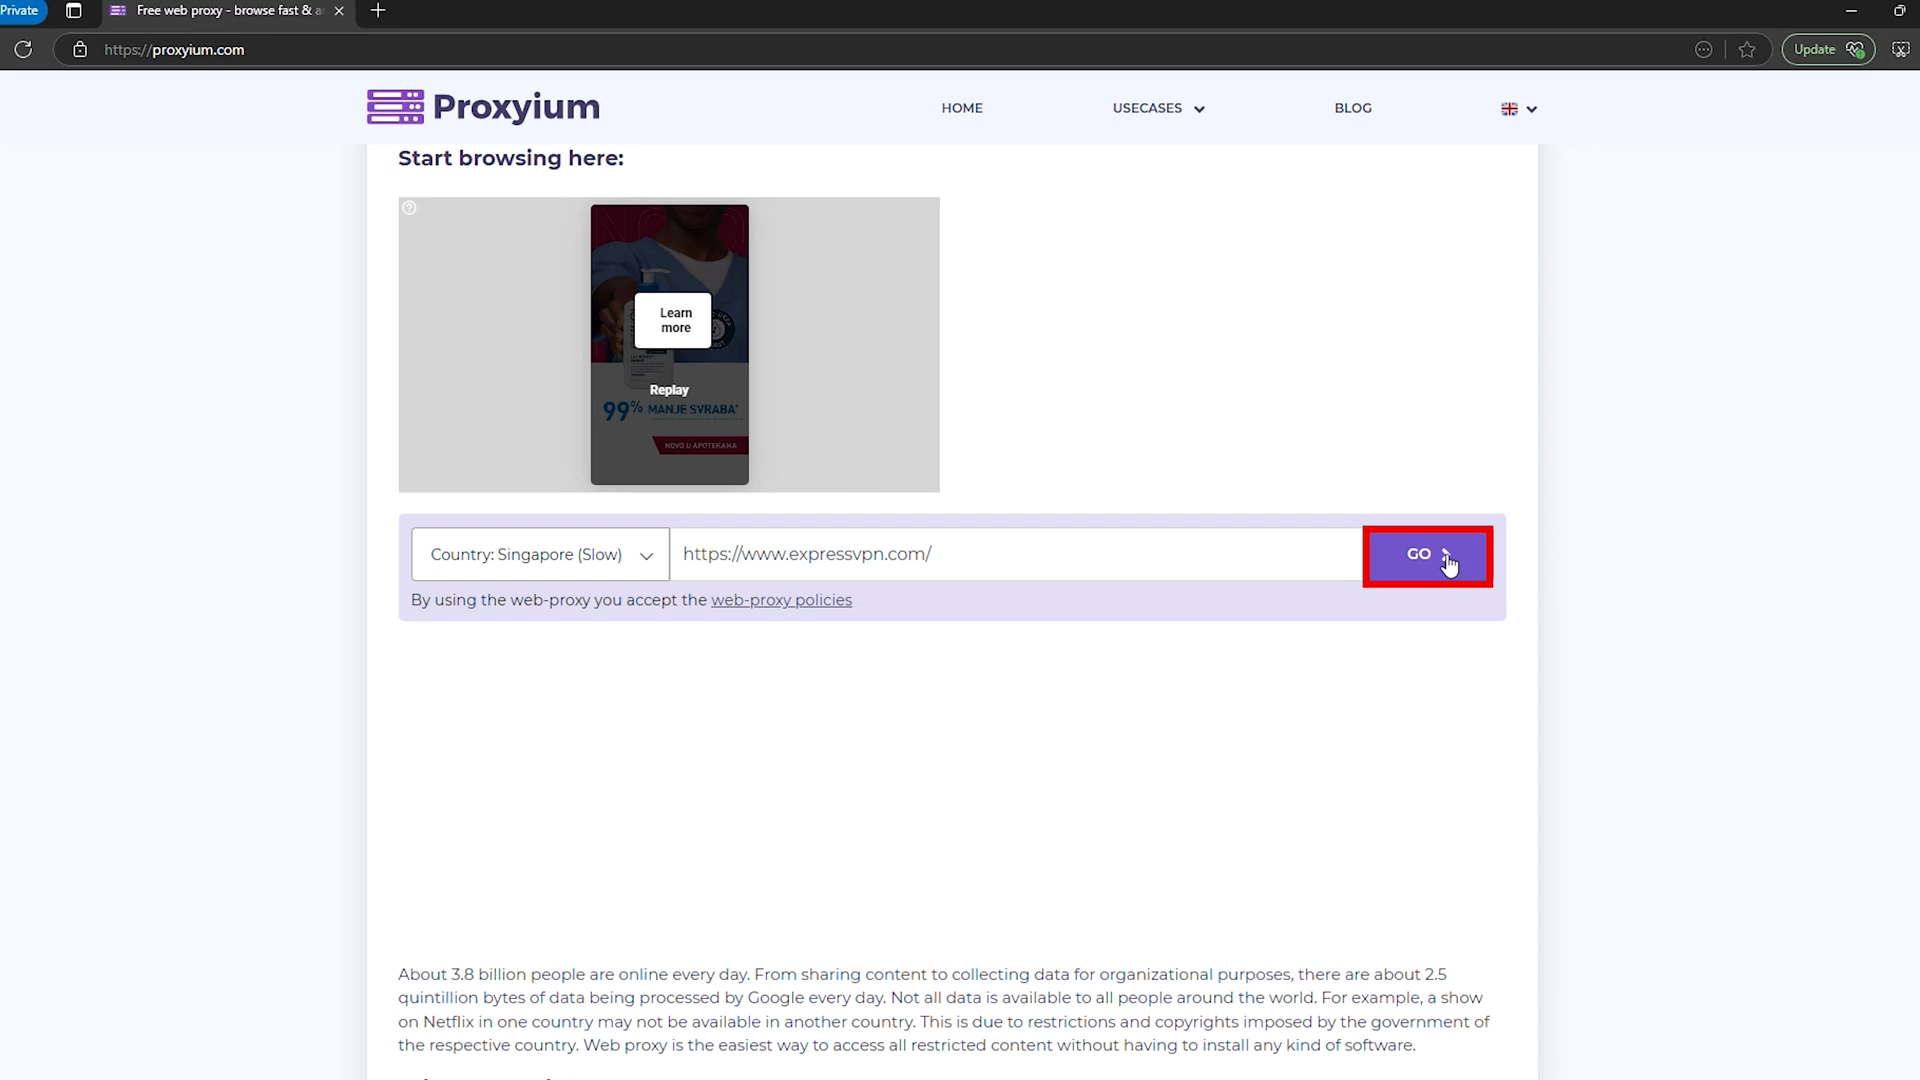 Private
Free web proxy - browse fast & a
https://proxyium.com
Update
Proxyium
HOME
USECASES
BLOG
Start browsing here:
Learn
more
Replay
99% MANJE SVRABA*
NOVO U APOTEKAMA
Country: Singapore (Slow)
https://www.expressvpn.com/
GO
By using the web-proxy you accept the web-proxy policies
About 3.8 billion people are online every day. From sharing content to collecting data for organizational purposes, there are about 2.5
quintillion bytes of data being processed by Google every day. Not all data is available to all people around the world. For example, a show
on Netflix in one country may not be available in another country. This is due to restrictions and copyrights imposed by the government of
the respective country. Web proxy is the easiest way to access all restricted content without having to install any kind of software.